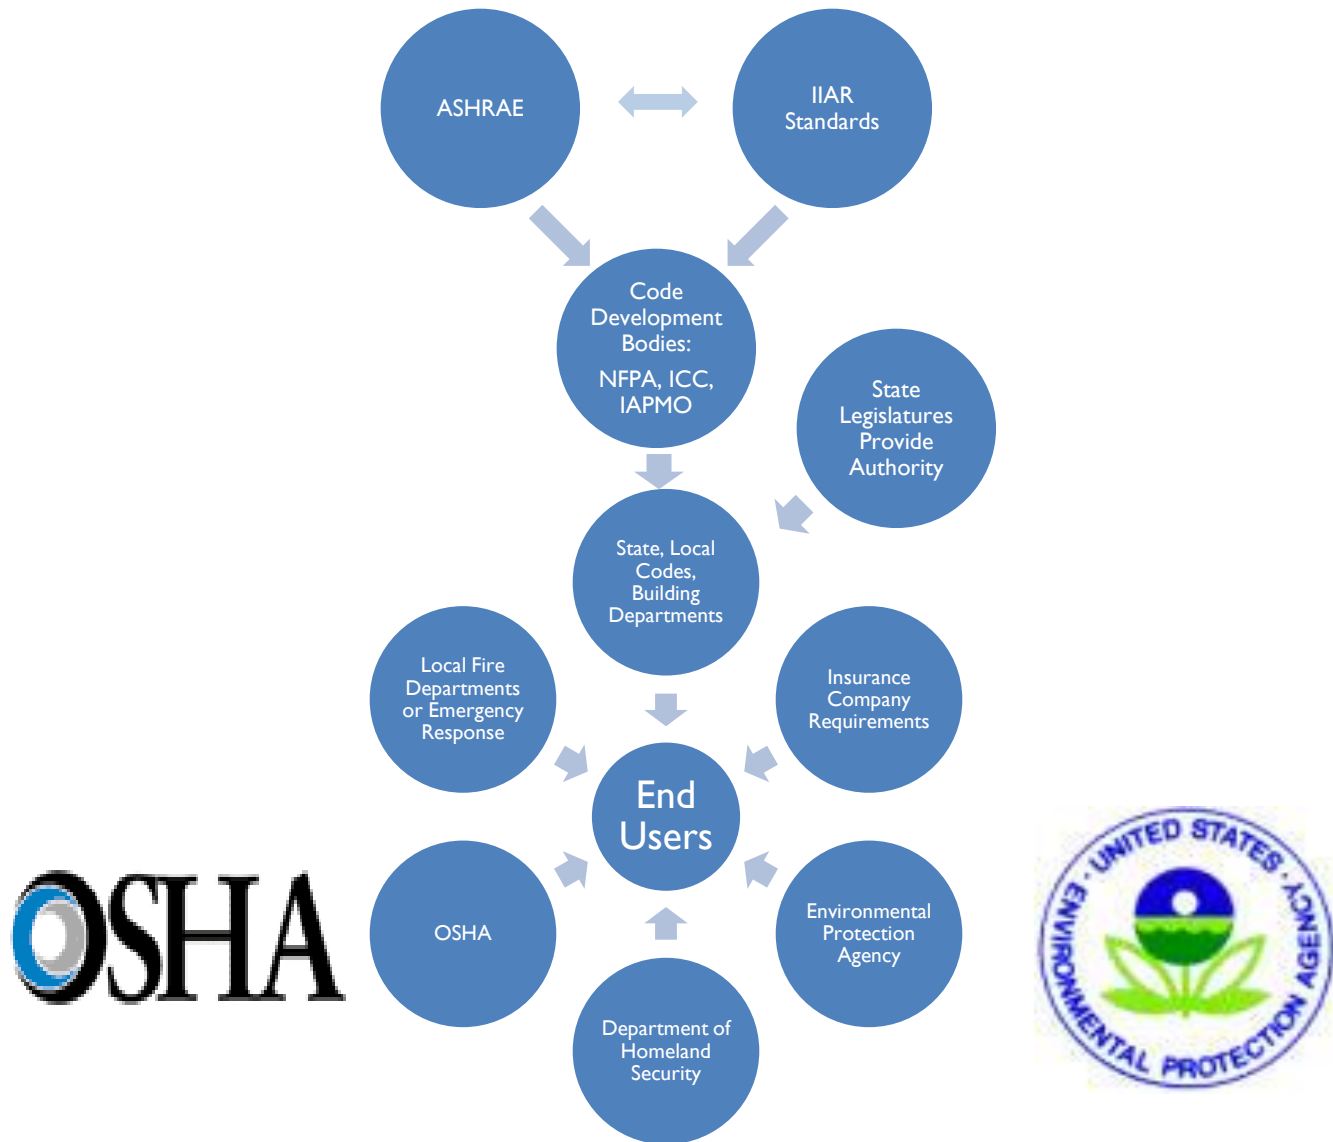 ASHRAE
IIAR
Standards
Code
Development
Bodies:
NFPA, ICC,
IAPMO
State
Legislatures
Provide
Authority
State, Local
Codes,
Building
Departments
Local Fire
Departments
or Emergency
Response
Insurance
Company
Requirements
End
Users
OSHA
OSHA
Environmental
Protection
Agency
Department of
Homeland
Security
UNITED STATES
ENVIRONMENTAL PROTECTION AGENCY